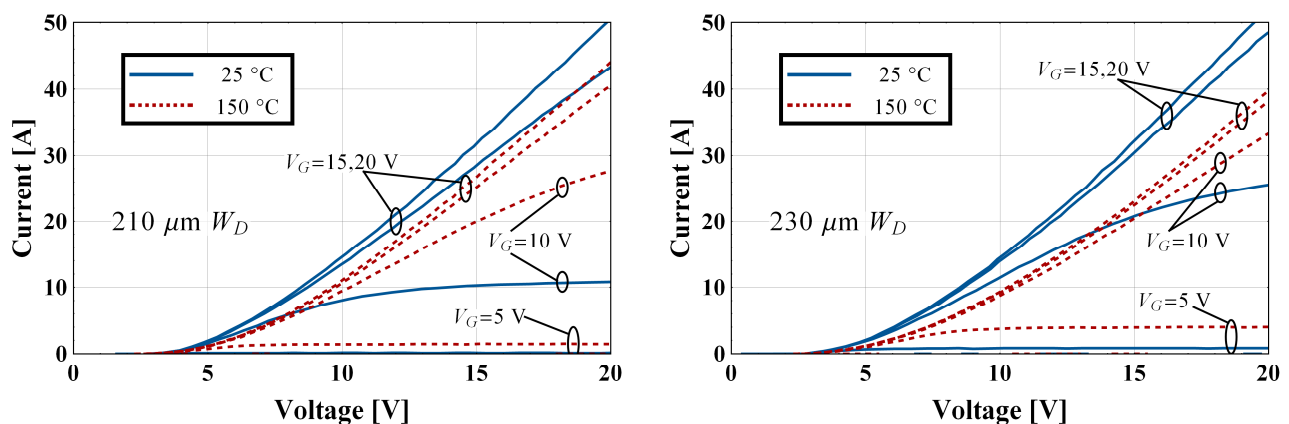 50
40
30
20
10
0
Current [A]
25 °C
150 °C
V_G=15,20 V
210 μm W_D
V_G=10 V
V_G=5 V
5
10
15
20
Voltage [V]
50
40
30
20
10
0
Current [A]
25 °C
150 °C
V_G=15,20 V
230 μm W_D
V_G=10 V
V_G=5 V
0
5
10
15
20
Voltage [V]